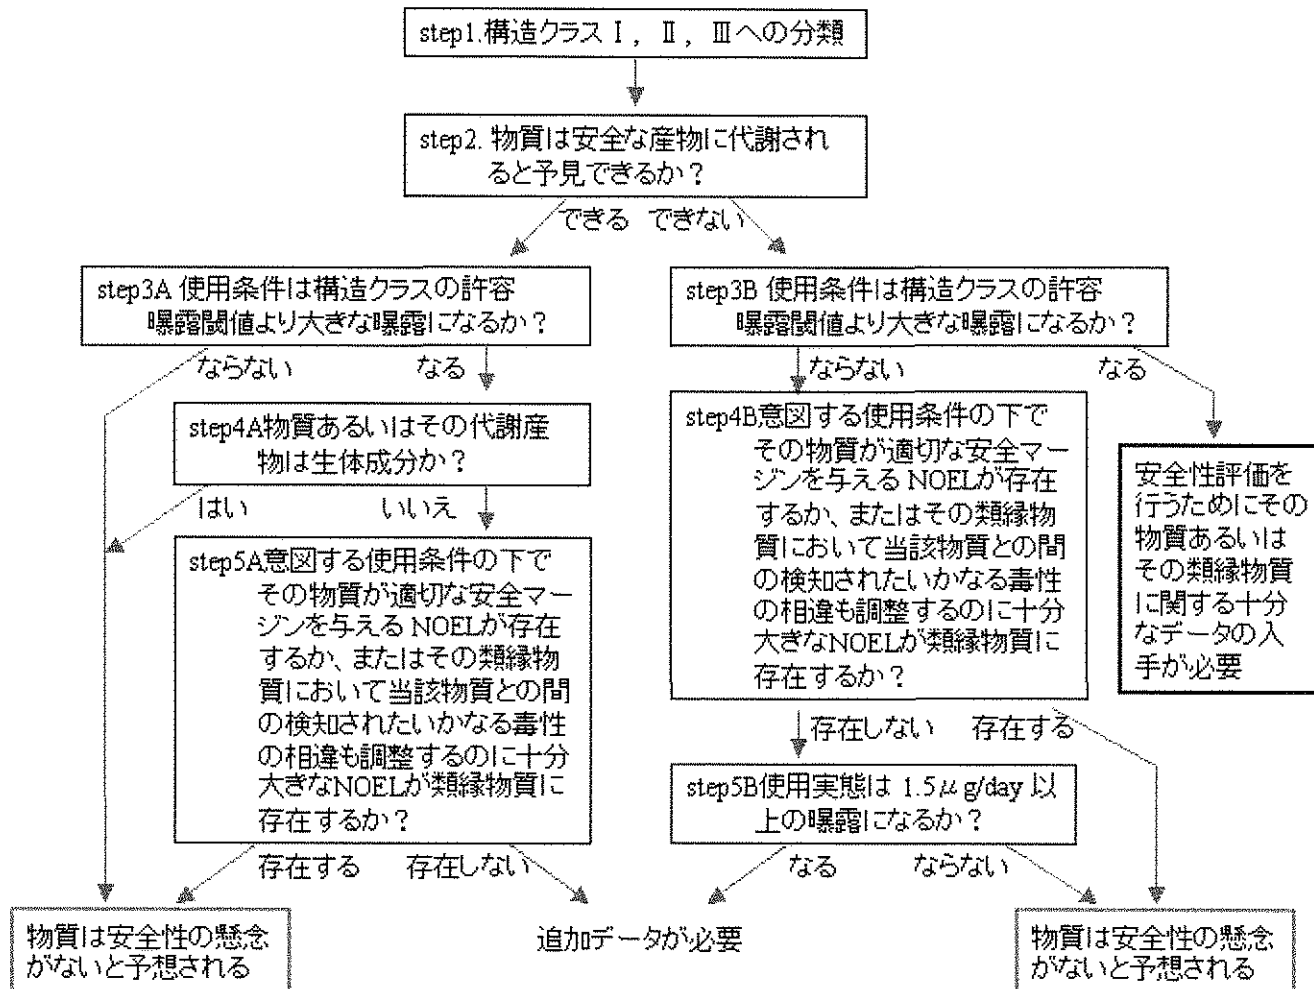 step1.構造クラスⅠ，Ⅱ，Ⅲへの分類
step2. 物質は安全な産物に代謝され
ると予見できるか？
できる できない
step3A 使用条件は構造クラスの許容
曝露閾値より大きな曝露になるか？
step3B 使用条件は構造クラスの許容
曝露閾値より大きな曝露になるか？
ならない なる
ならない なる
step4A物質あるいはその代謝産
物は生体成分か？
はい いいえ
step5A意図する使用条件の下で
その物質が適切な安全マー
ジンを与える NOELが存在
するか、またはその類縁物
質において当該物質との間
の検知されたいかなる毒性
の相違も調整するのに十分
大きなNOELが類縁物質に
存在するか？
存在する 存在しない
step4B意図する使用条件の下で
その物質が適切な安全マー
ジンを与える NOELが存在
するか、またはその類縁物
質において当該物質との間
の検知されたいかなる毒性
の相違も調整するのに十分
大きなNOELが類縁物質に
存在するか？
存在しない 存在する
安全性評価を
行うためにその
物質あるいは
その類縁物質
に関する十分
なデータの入
手が必要
step5B使用実態は 1.5μg/day 以
上の曝露になるか？
なる ならない
物質は安全性の懸念
がないと予想される
追加データが必要
物質は安全性の懸念
がないと予想される